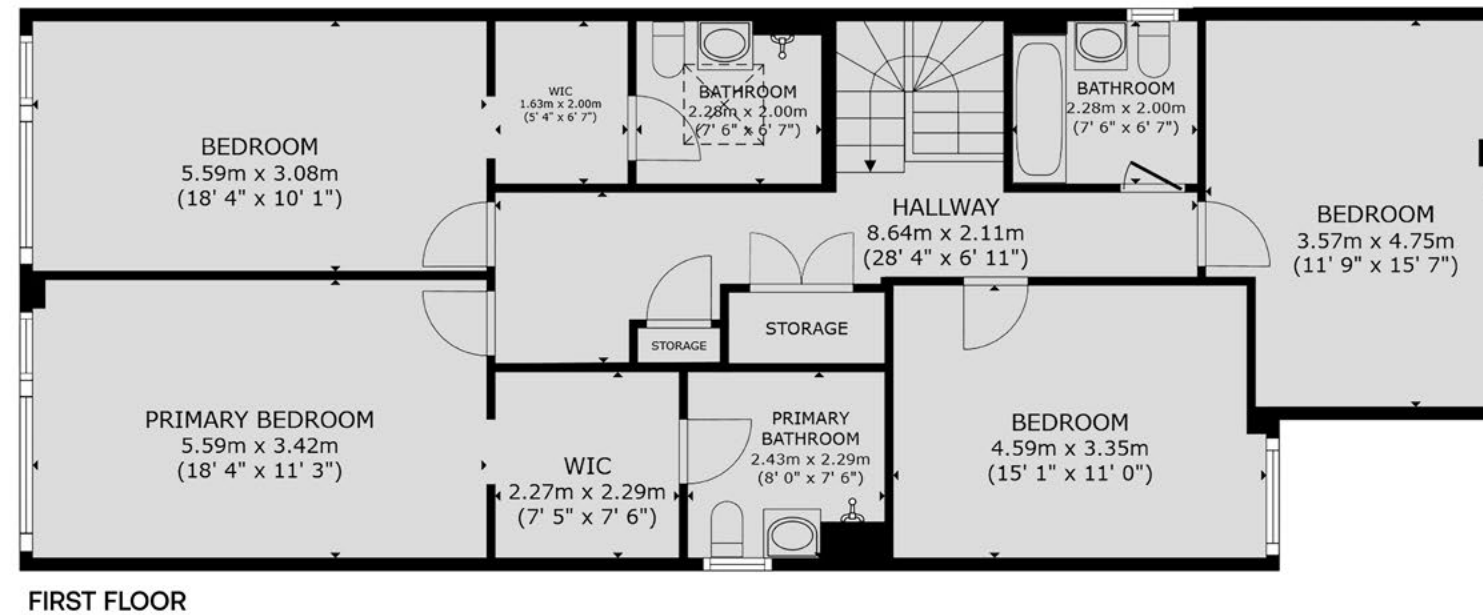 BEDROOM
5.59m x 3.08m
(18' 4" x 10' 1")
WIC
1.63m x 2.00m
(5' 4" x 6' 7")
BATHROOM
2.28m x 2.00m
(7' 6" x 6' 7")
BATHROOM
2.28m x 2.00m
(7' 6" x 6' 7")
HALLWAY
8.64m x 2.11m
(28' 4" x 6' 11")
BEDROOM
3.57m x 4.75m
(11' 9" x 15' 7")
STORAGE
STORAGE
PRIMARY BEDROOM
5.59m x 3.42m
(18' 4" x 11' 3")
WIC
2.27m x 2.29m
(7' 5" x 7' 6")
PRIMARY
BATHROOM
2.43m x 2.29m
(8' 0" x 7' 6")
BEDROOM
4.59m x 3.35m
(15' 1" x 11' 0")
FIRST FLOOR